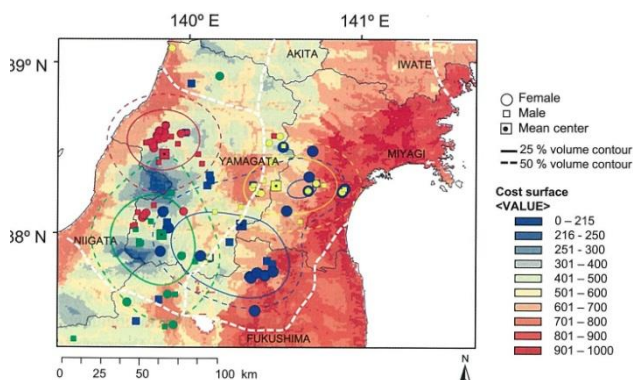 140° E
141° E
39° N
38° N
AKITA
IWATE
YAMAGATA
MIYAGI
NIIGATA
FUKUSHIMA
Female
Male
Mean center
25 % volume contour
50 % volume contour
Cost surface
<VALUE>
0 – 215
216 – 250
251 - 300
301 – 400
401 – 500
501 – 600
601 – 700
701 – 800
801 – 900
901 – 1000
0 25 50 100 km
N